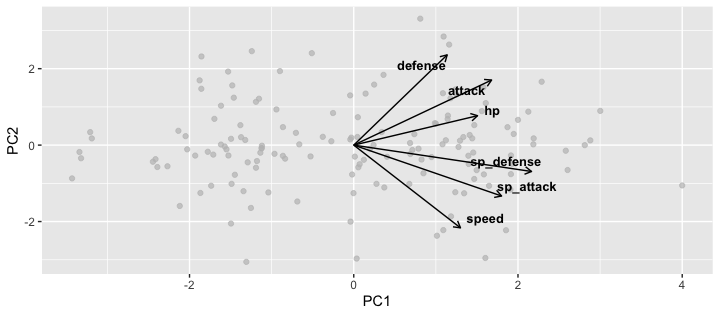 defense
2
attack
hp
PC2
0
sp_defense
sp_attack
-2
speed
-2
0
2
4
PC1